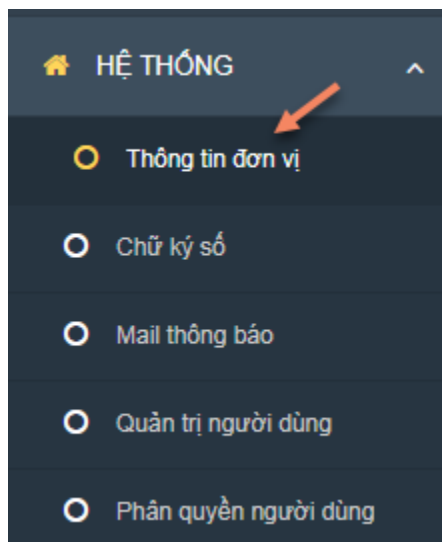 HỆ THỐNG
Thông tin đơn vị
Chữ ký số
Mail thông báo
Quản trị người dùng
Phân quyền người dùng